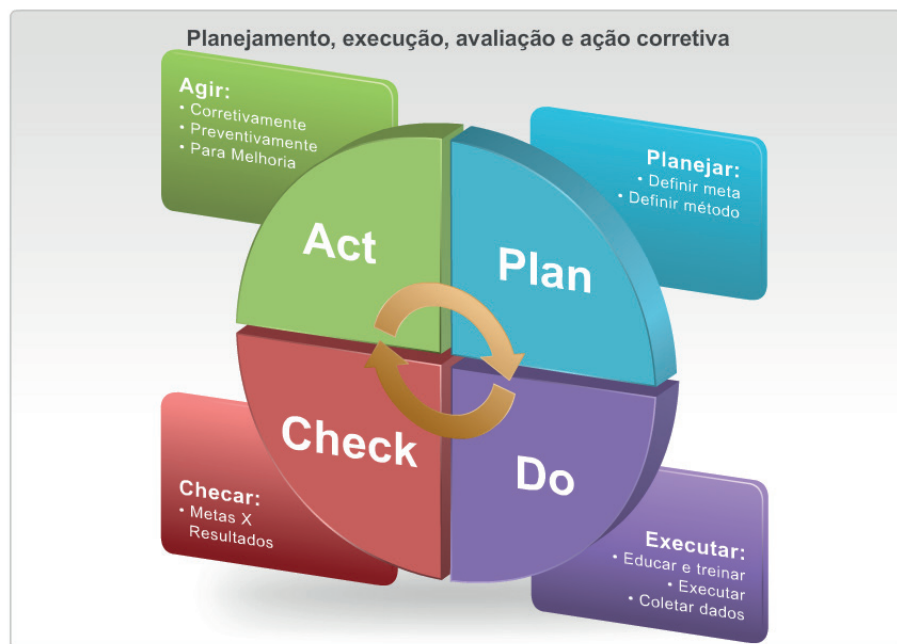 Planejamento, execução, avaliação e ação corretiva
Agir:
• Corretivamente
• Preventivamente
• Para Melhoria
Planejar:
• Definir meta
• Definir método
Act
Plan
Check
Do
Checar:
• Metas X
Resultados
Executar:
• Educar e treinar
• Executar
• Coletar dados